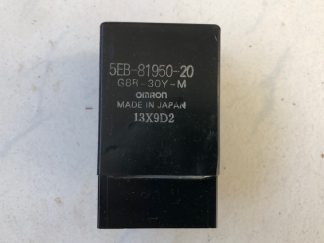 5EB-81950-20
G8R-30Y-M
OMRON
MADE IN JAPAN
13X9D2